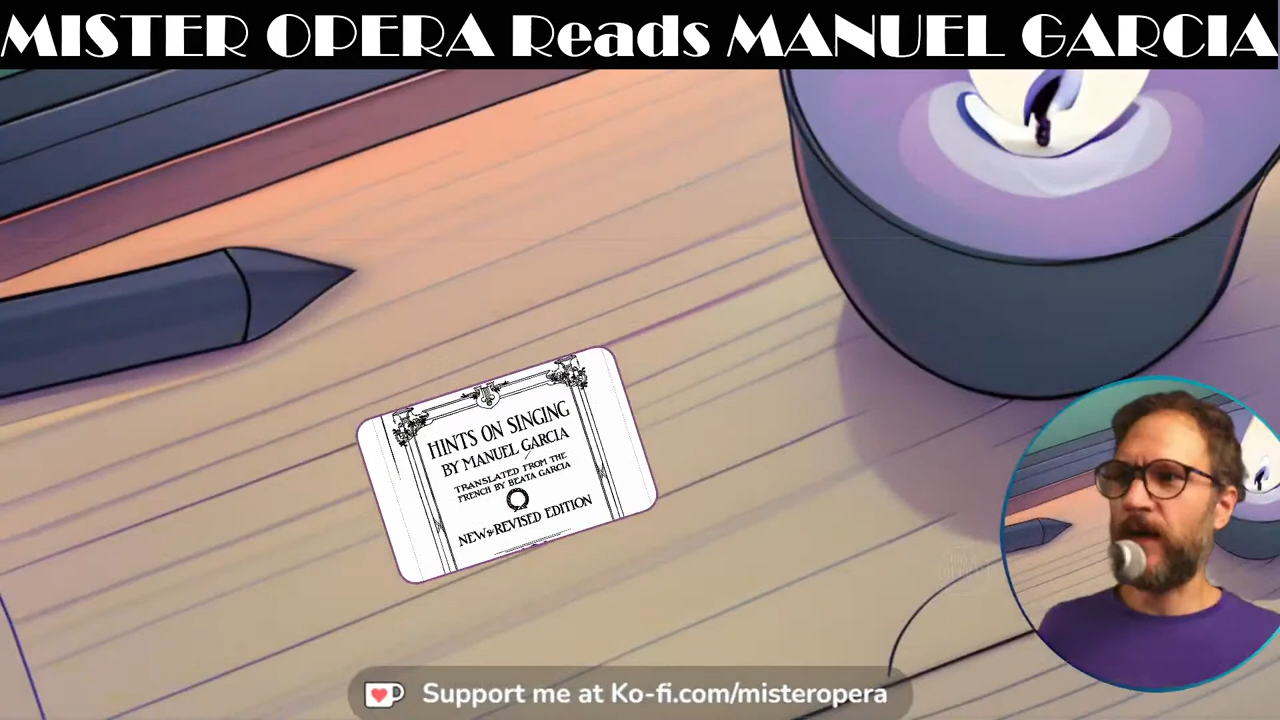 MISTER OPERA Reads MANUEL GARCIA
HINTS ON SINGING
BY MANUEL GARCIA
TRANSLATED FROM THE
FRENCH BY BEATA GARCIA
NEW & REVISED EDITION
Support me at Ko-fi.com/misteropera